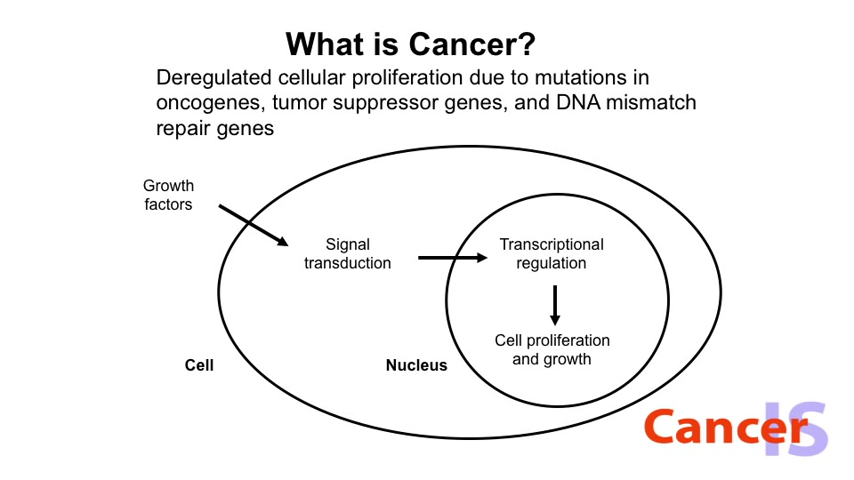 What is Cancer?
Deregulated cellular proliferation due to mutations in
oncogenes, tumor suppressor genes, and DNA mismatch
repair genes
Growth
factors
Signal
transduction
Transcriptional
regulation
Cell proliferation
and growth
Cell
Nucleus
CancerIS